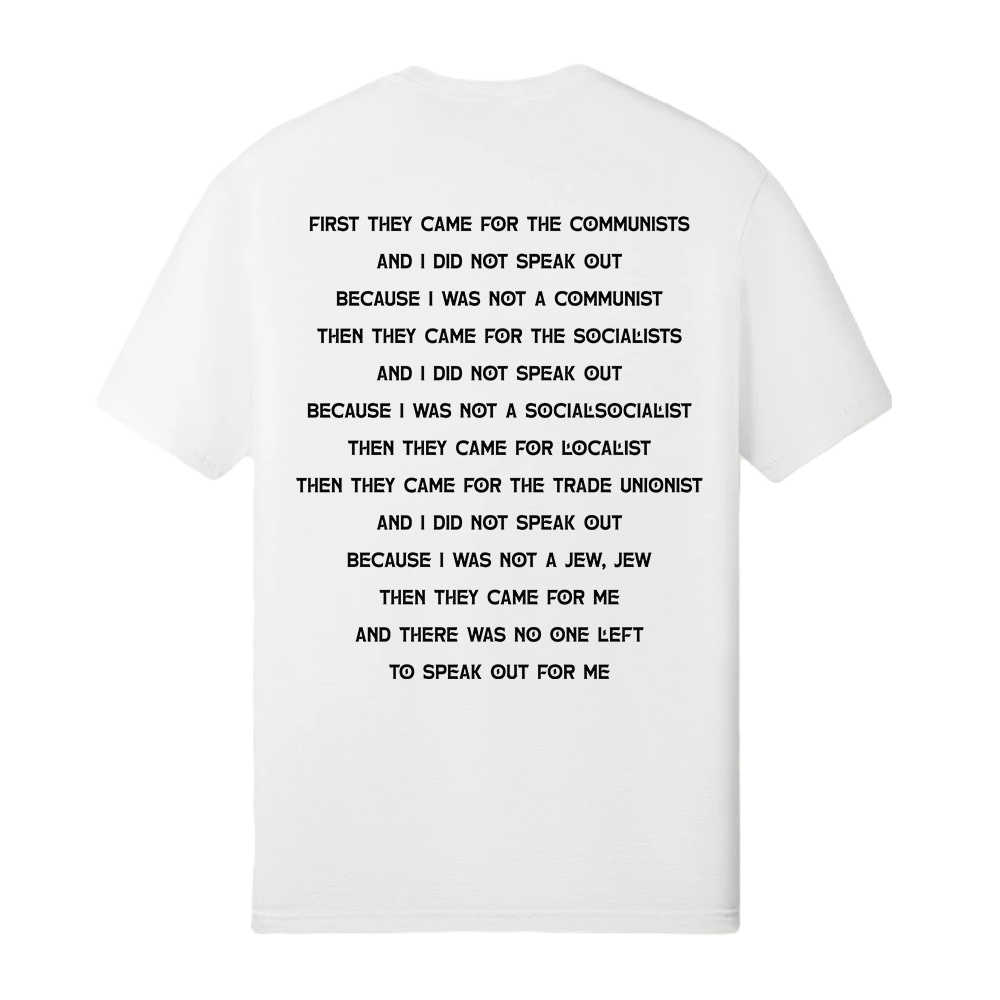 FIRST THEY CAME FOR THE COMMUNISTS
AND I DID NOT SPEAK OUT
BECAUSE I WAS NOT A COMMUNIST
THEN THEY CAME FOR THE SOCIALISTS
AND I DID NOT SPEAK OUT
BECAUSE I WAS NOT A SOCIALSOCIALIST
THEN THEY CAME FOR LOCALIST
THEN THEY CAME FOR THE TRADE UNIONIST
AND I DID NOT SPEAK OUT
BECAUSE I WAS NOT A JEW, JEW
THEN THEY CAME FOR ME
AND THERE WAS NO ONE LEFT
TO SPEAK OUT FOR ME